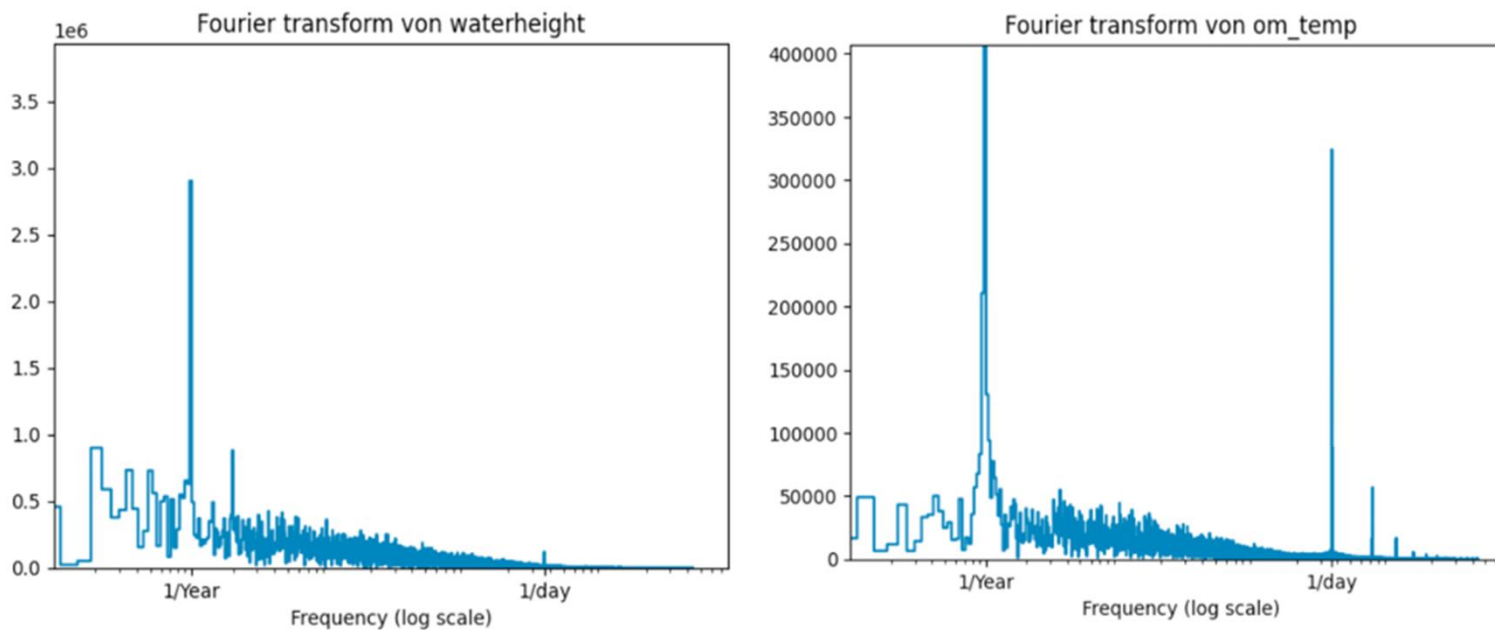 Fourier transform von waterheight
1e6
3.5
3.0
2.5
2.0
1.5
1.0
0.5
0.0
1/Year
1/day
Frequency (log scale)
Fourier transform von om_temp
400000
350000
300000
250000
200000
150000
100000
50000
0
1/Year
1/day
Frequency (log scale)